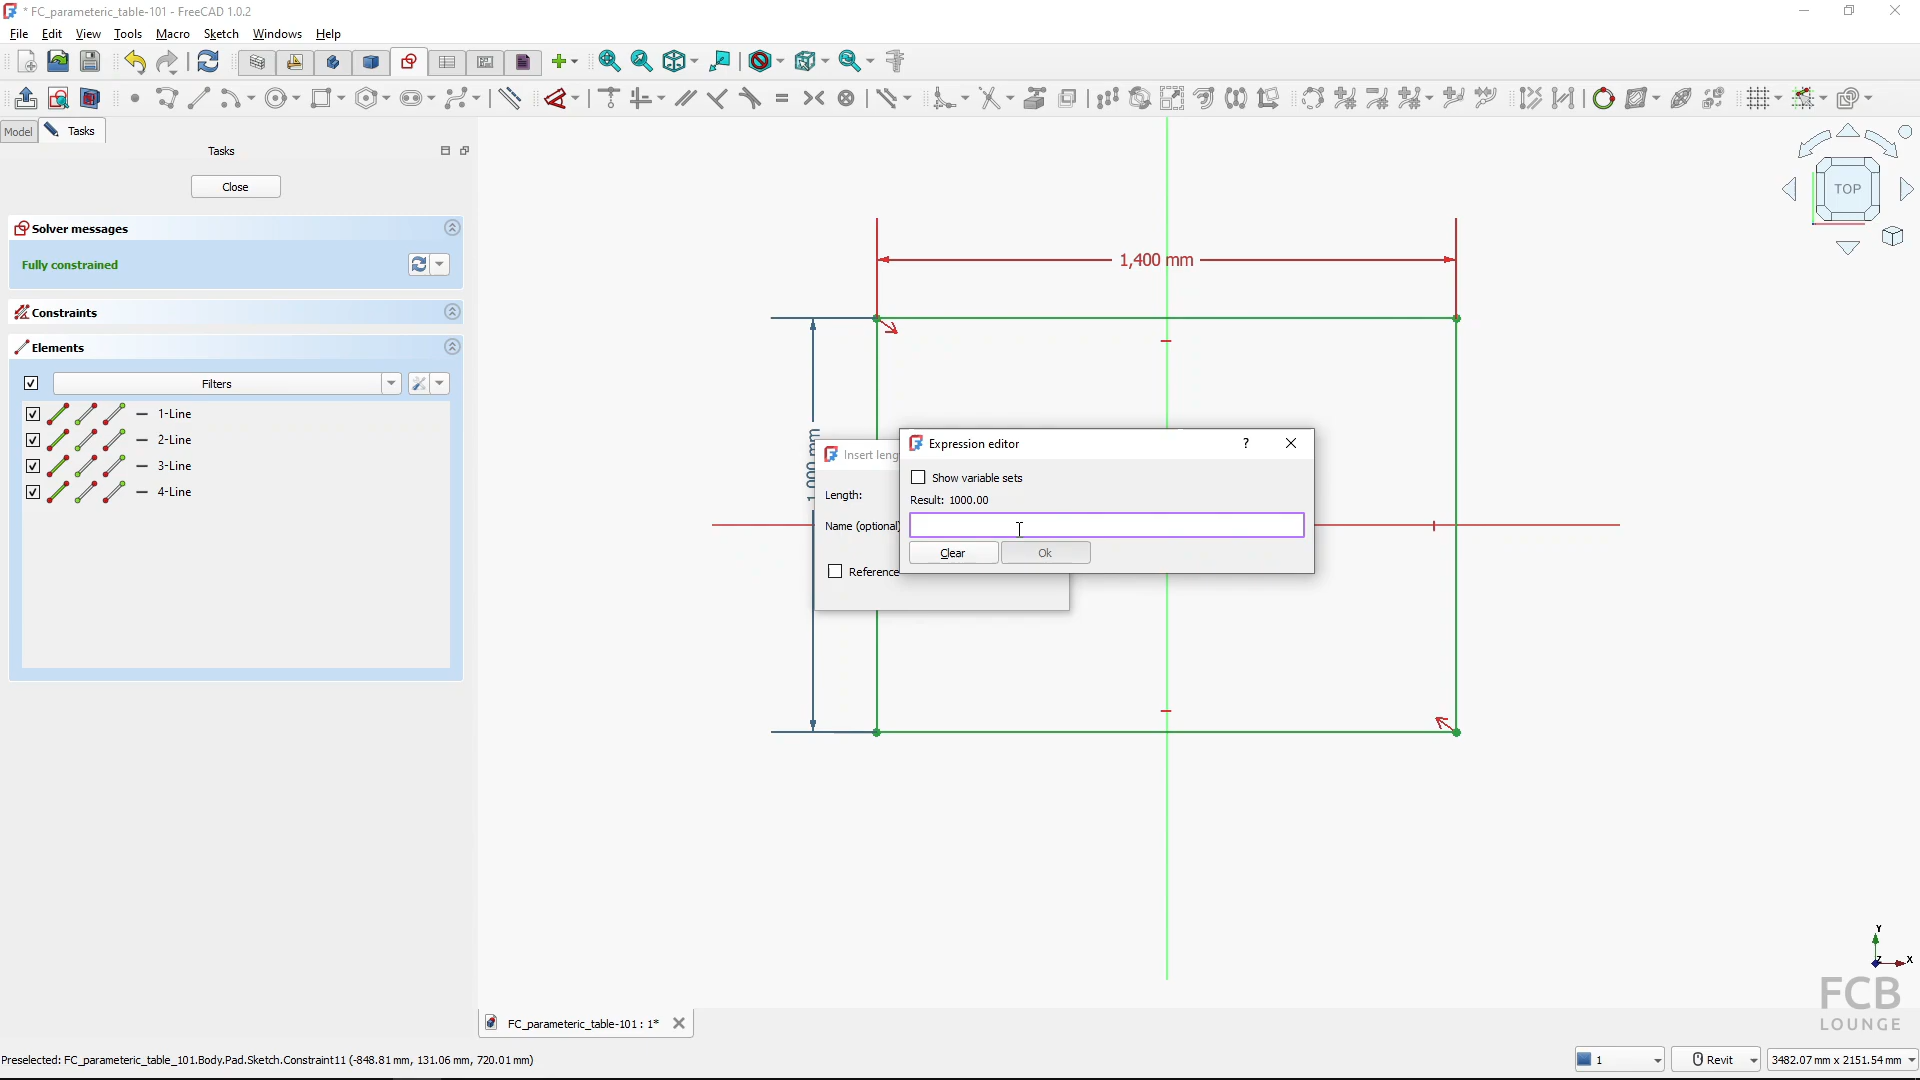 * FC_parameteric_table-101 - FreeCAD 1.0.2
File Edit View Tools Macro Sketch Windows Help
Model Tasks
Tasks
Close
Solver messages
Fully constrained
Constraints
Elements
Filters
1-Line
2-Line
3-Line
4-Line
TOP
1,400 mm
1,000 mm
Insert leng
Length:
Name (optional)
Reference
Expression editor
?
Show variable sets
Result: 1000.00
Clear
Ok
Y
Z
X
FCB
LOUNGE
FC_parameteric_table-101 : 1*
Preselected: FC_parameteric_table_101.Body.Pad.Sketch.Constraint11 (-848.81 mm, 131.06 mm, 720.01 mm)
1
Revit
3482.07 mm x 2151.54 mm